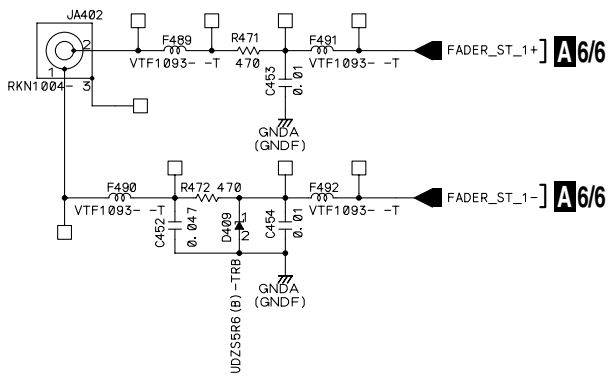 JA402
2
1
RKN1004- 3
F489
VTF1093- -T
R471
470
C453
0.01
GNDA
(GNDF)
F491
VTF1093- -T
FADER_ST_1+]
A 6/6
F490
VTF1093- -T
R472 470
C452
0.047
D409
1
2
UDZS5R6(B)-TRB
C454
0.01
GNDA
(GNDF)
F492
VTF1093- -T
FADER_ST_1-]
A 6/6